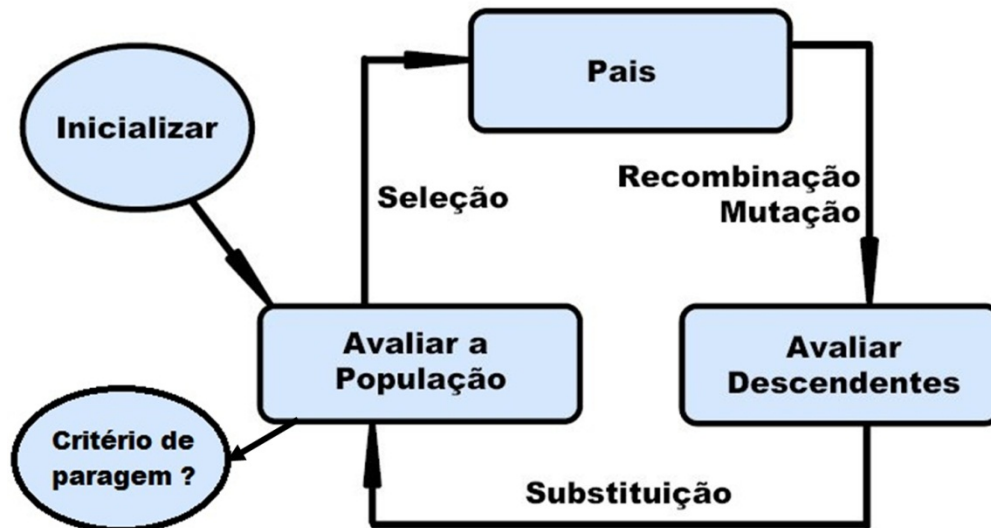 Inicializar
Pais
Seleção
Recombinação
Mutação
Avaliar a
População
Avaliar
Descendentes
Critério de
paragem ?
Substituição